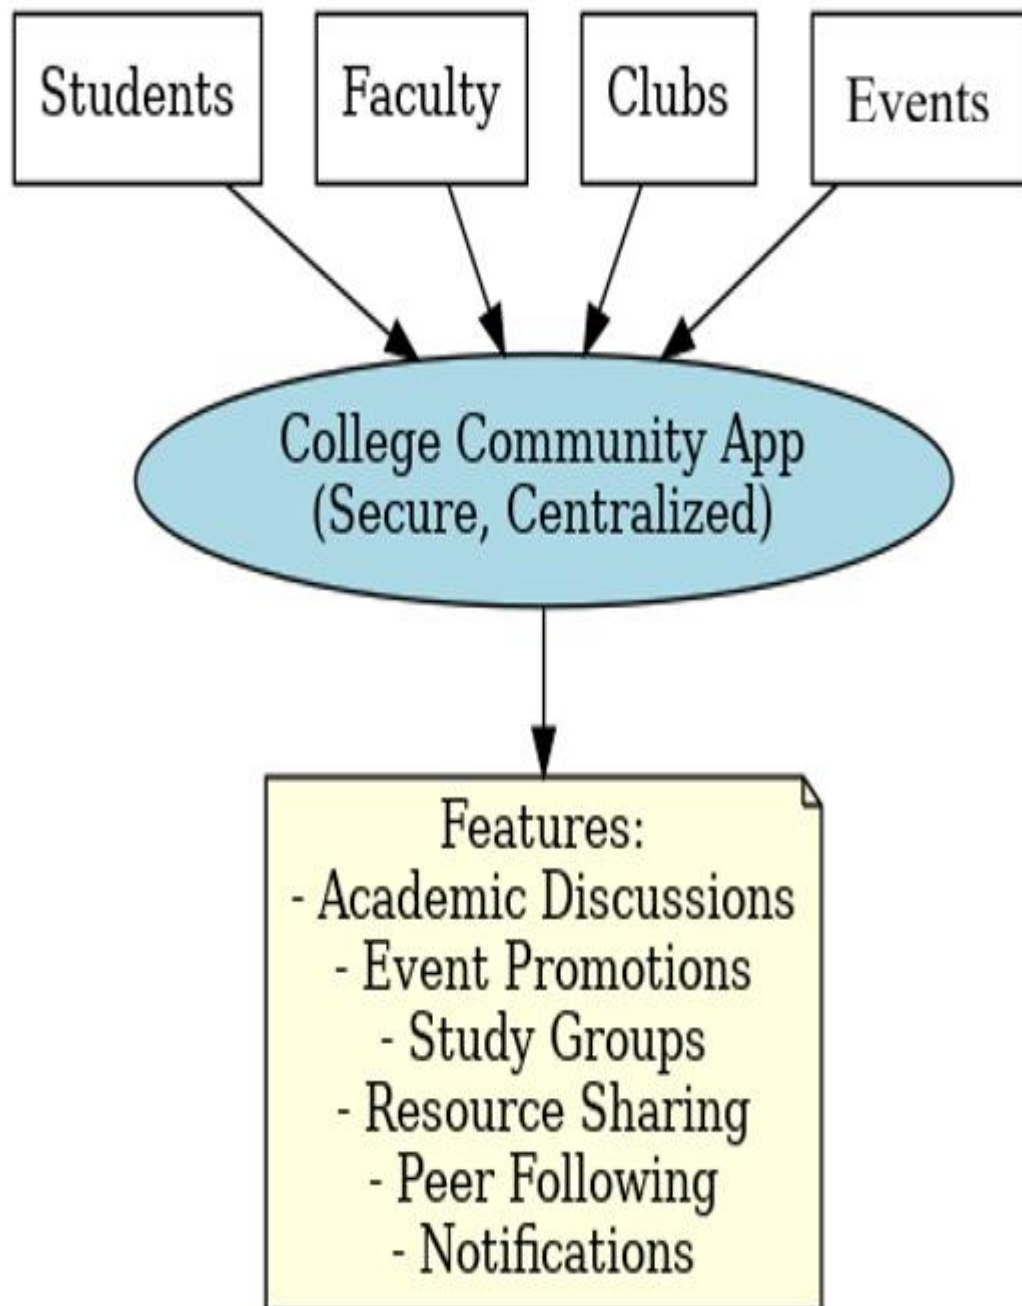 Students
Faculty
Clubs
Events
College Community App
(Secure, Centralized)
Features:
- Academic Discussions
- Event Promotions
- Study Groups
- Resource Sharing
- Peer Following
- Notifications